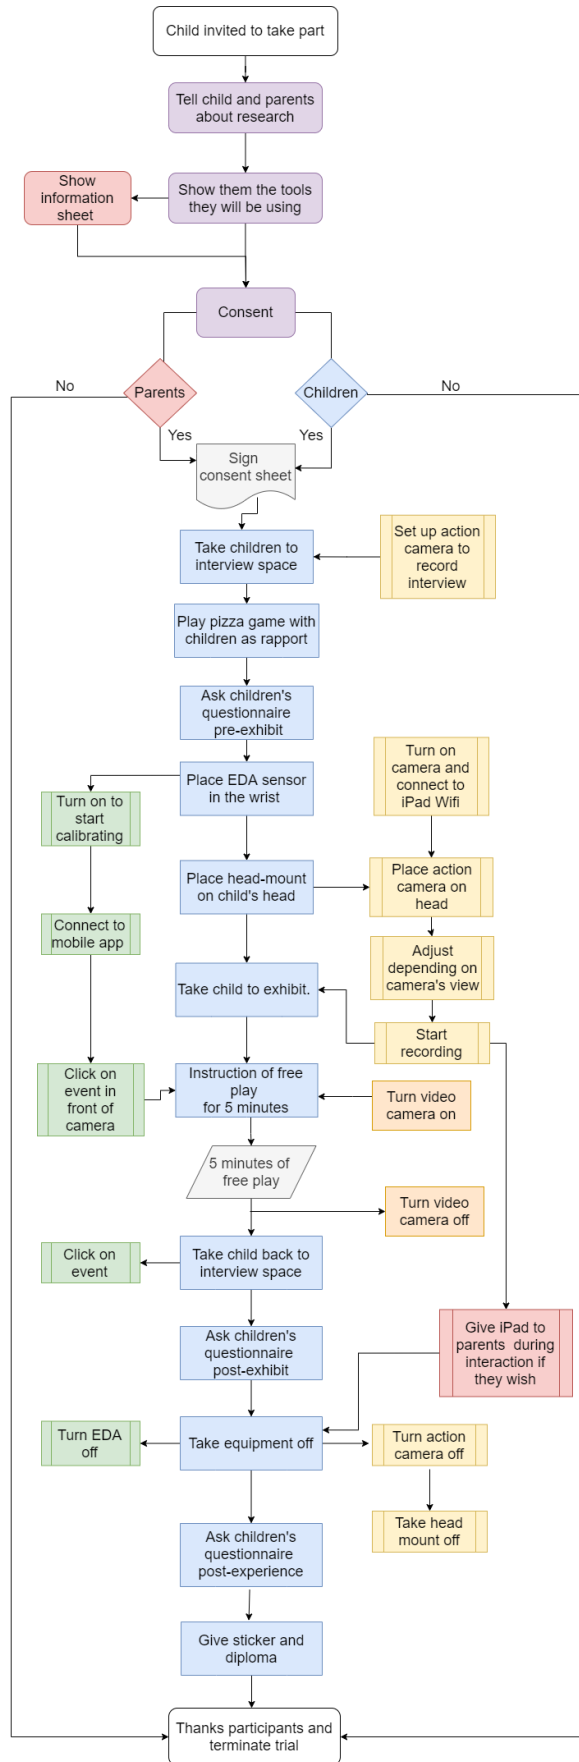 Child invited to take part
Tell child and parents
about research
Show
information
sheet
Show them the tools
they will be using
Consent
No
Parents
Children
No
Yes
Yes
Sign
consent sheet
Take children to
interview space
Set up action
camera to
record
interview
Play pizza game with
children as rapport
Ask children's
questionnaire
pre-exhibit
Turn on
camera and
connect to
iPad Wifi
Place EDA sensor
in the wrist
Turn on to
start
calibrating
Place head-mount
on child's head
Place action
camera on
head
Connect to
mobile app
Adjust
depending on
camera's view
Take child to exhibit.
Start
recording
Click on
event in
front of
camera
Instruction of free
play
for 5 minutes
Turn video
camera on
5 minutes of
free play
Turn video
camera off
Click on
event
Take child back to
interview space
Give iPad to
parents during
interaction if
they wish
Ask children's
questionnaire
post-exhibit
Turn EDA
off
Take equipment off
Turn action
camera off
Take head
mount off
Ask children's
questionnaire
post-experience
Give sticker and
diploma
Thanks participants and
terminate trial